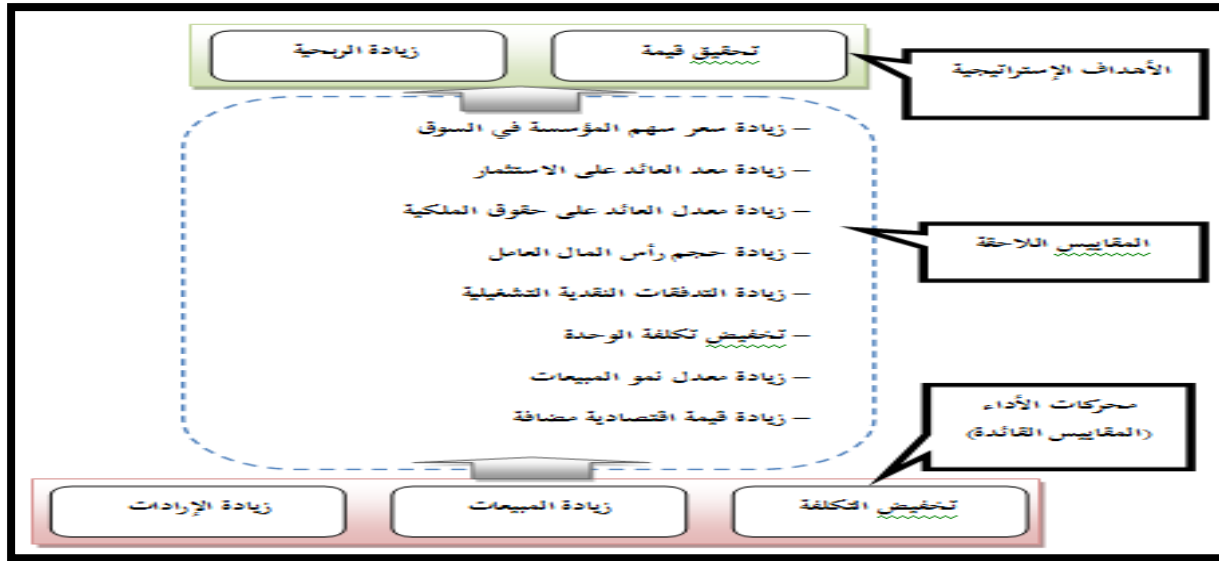 تحقيق قيمة
زيادة الربحية
الأهداف الإستراتيجية
– زيادة سعر سهم المؤسسة في السوق
– زيادة معد العائد على الاستثمار
– زيادة معدل العائد على حقوق الملكية
– زيادة حجم رأس المال العامل
– زيادة التدفقات النقدية التشغيلية
– تخفيض تكلفة الوحدة
– زيادة معدل نمو المبيعات
– زيادة قيمة اقتصادية مضافة
المقاييس اللاحقة
محركات الأداء
(المقاييس القائدة)
تخفيض التكلفة
زيادة المبيعات
زيادة الإرادات